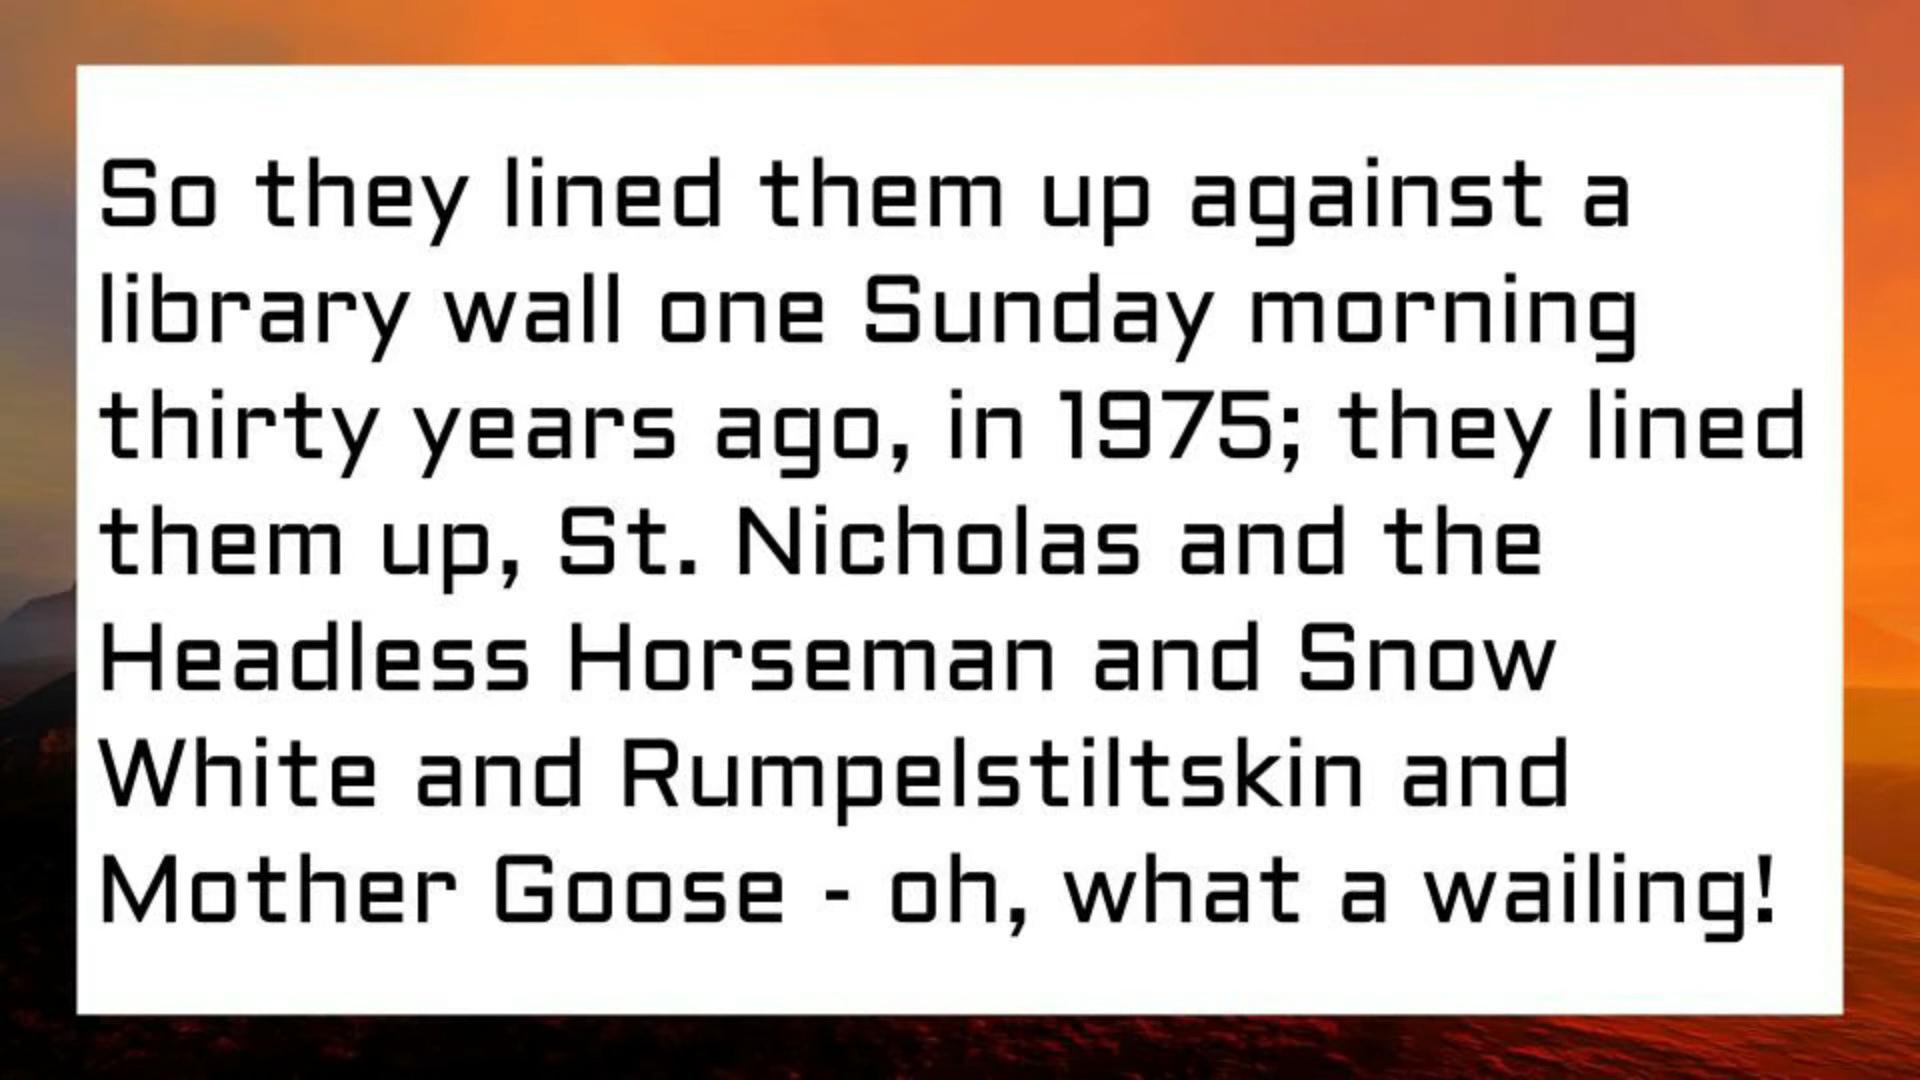 So they lined them up against a
library wall one Sunday morning
thirty years ago, in 1975; they lined
them up, St. Nicholas and the
Headless Horseman and Snow
White and Rumpelstiltskin and
Mother Goose - oh, what a wailing!